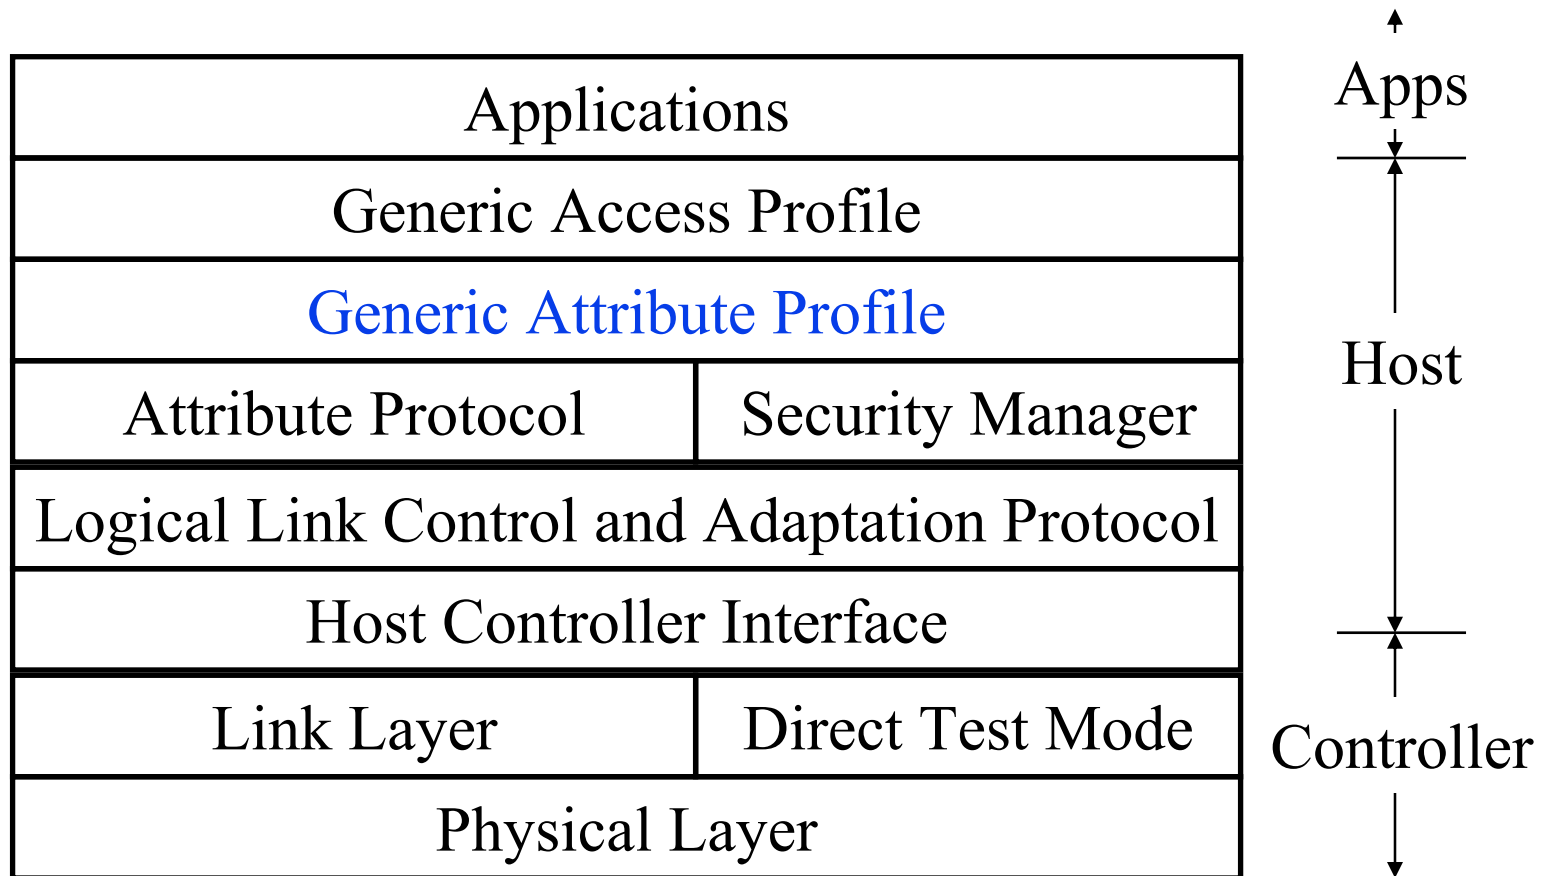 Applications
Generic Access Profile
Generic Attribute Profile
Attribute Protocol
Security Manager
Logical Link Control and Adaptation Protocol
Host Controller Interface
Link Layer
Direct Test Mode
Physical Layer
Apps
Host
Controller